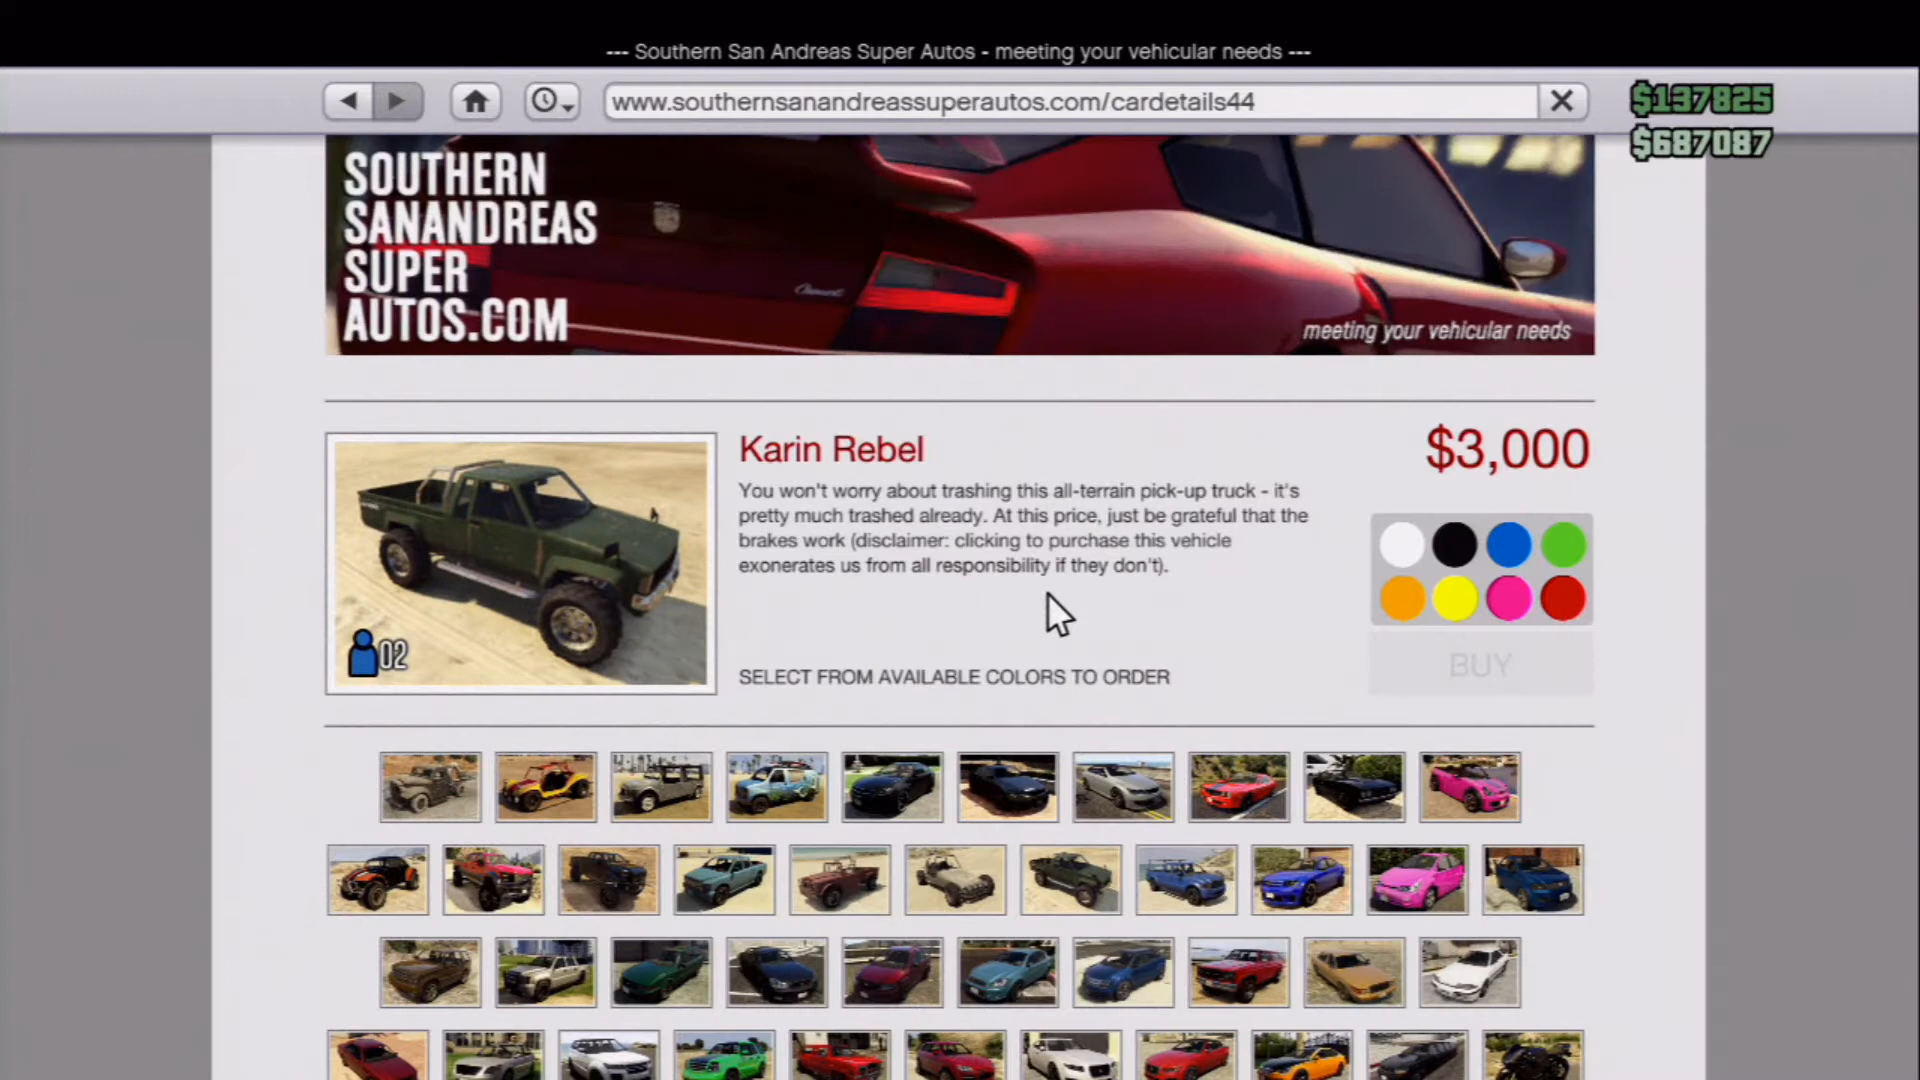 --- Southern San Andreas Super Autos - meeting your vehicular needs ---
www.southernsanandreassuperautos.com/cardetails44
$137825
$687087
SOUTHERN
SANANDREAS
SUPER
AUTOS.COM
meeting your vehicular needs
Karin Rebel
$3,000
You won't worry about trashing this all-terrain pick-up truck - it's
pretty much trashed already. At this price, just be grateful that the
brakes work (disclaimer: clicking to purchase this vehicle
exonerates us from all responsibility if they don't).
02
SELECT FROM AVAILABLE COLORS TO ORDER
BUY